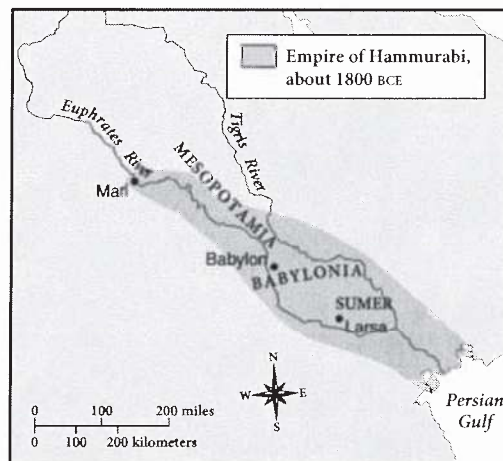 Empire of Hammurabi,
about 1800 BCE
Euphrates River
Tigris River
MESOPOTAMIA
Mari
Babylon
BABYLONIA
SUMER
Larsa
N
W E
S
0 100 200 miles
0 100 200 kilometers
Persian
Gulf